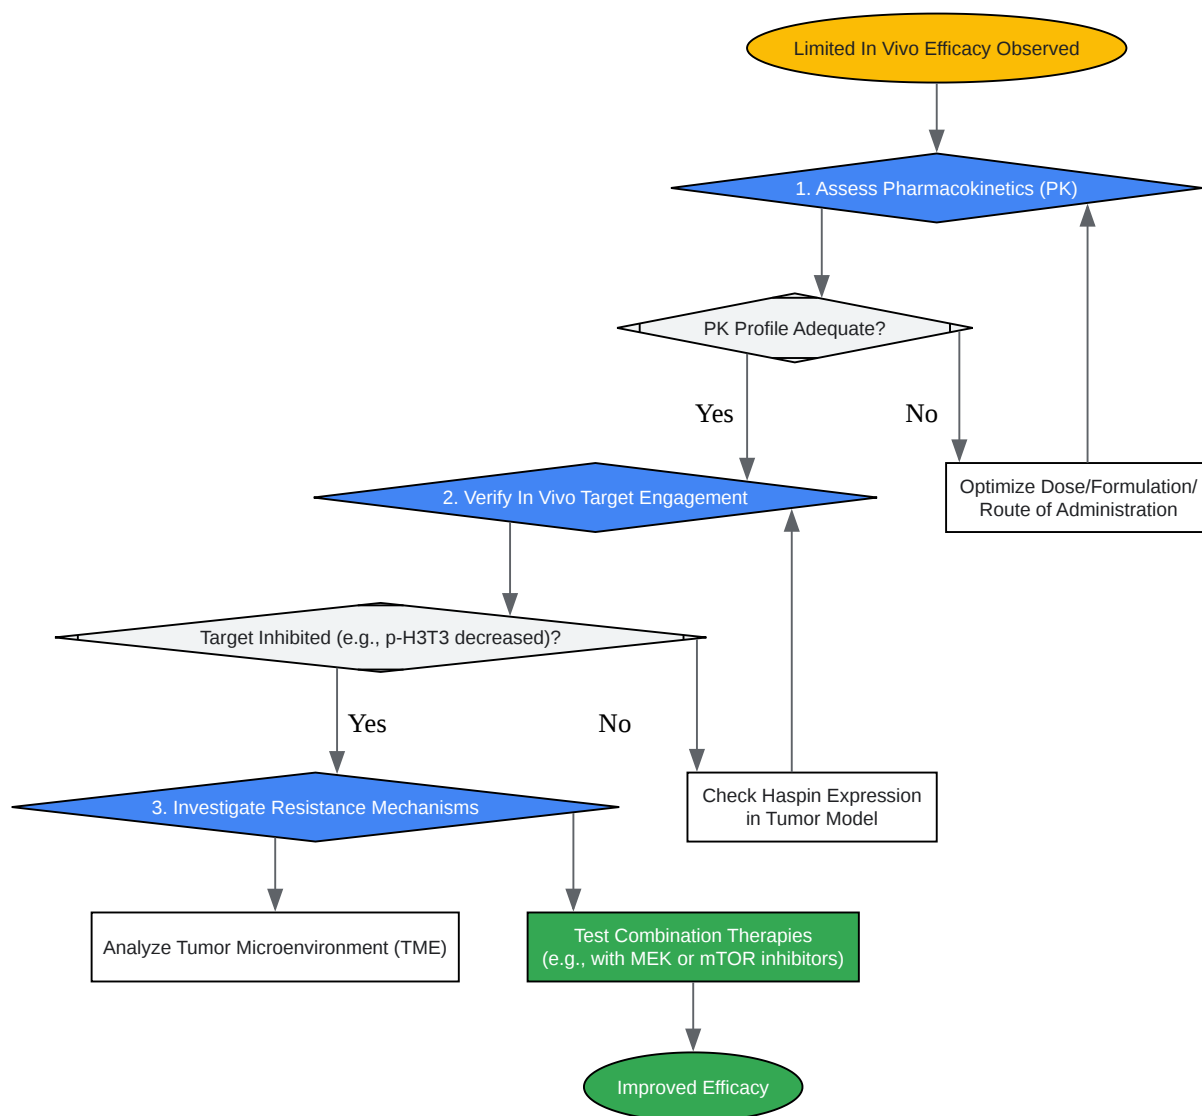 Limited In Vivo Efficacy Observed
1. Assess Pharmacokinetics (PK)
PK Profile Adequate?
Yes
No
2. Verify In Vivo Target Engagement
Optimize Dose/Formulation/
Route of Administration
Target Inhibited (e.g., p-H3T3 decreased)?
Yes
No
3. Investigate Resistance Mechanisms
Check Haspin Expression
in Tumor Model
Analyze Tumor Microenvironment (TME)
Test Combination Therapies
(e.g., with MEK or mTOR inhibitors)
Improved Efficacy